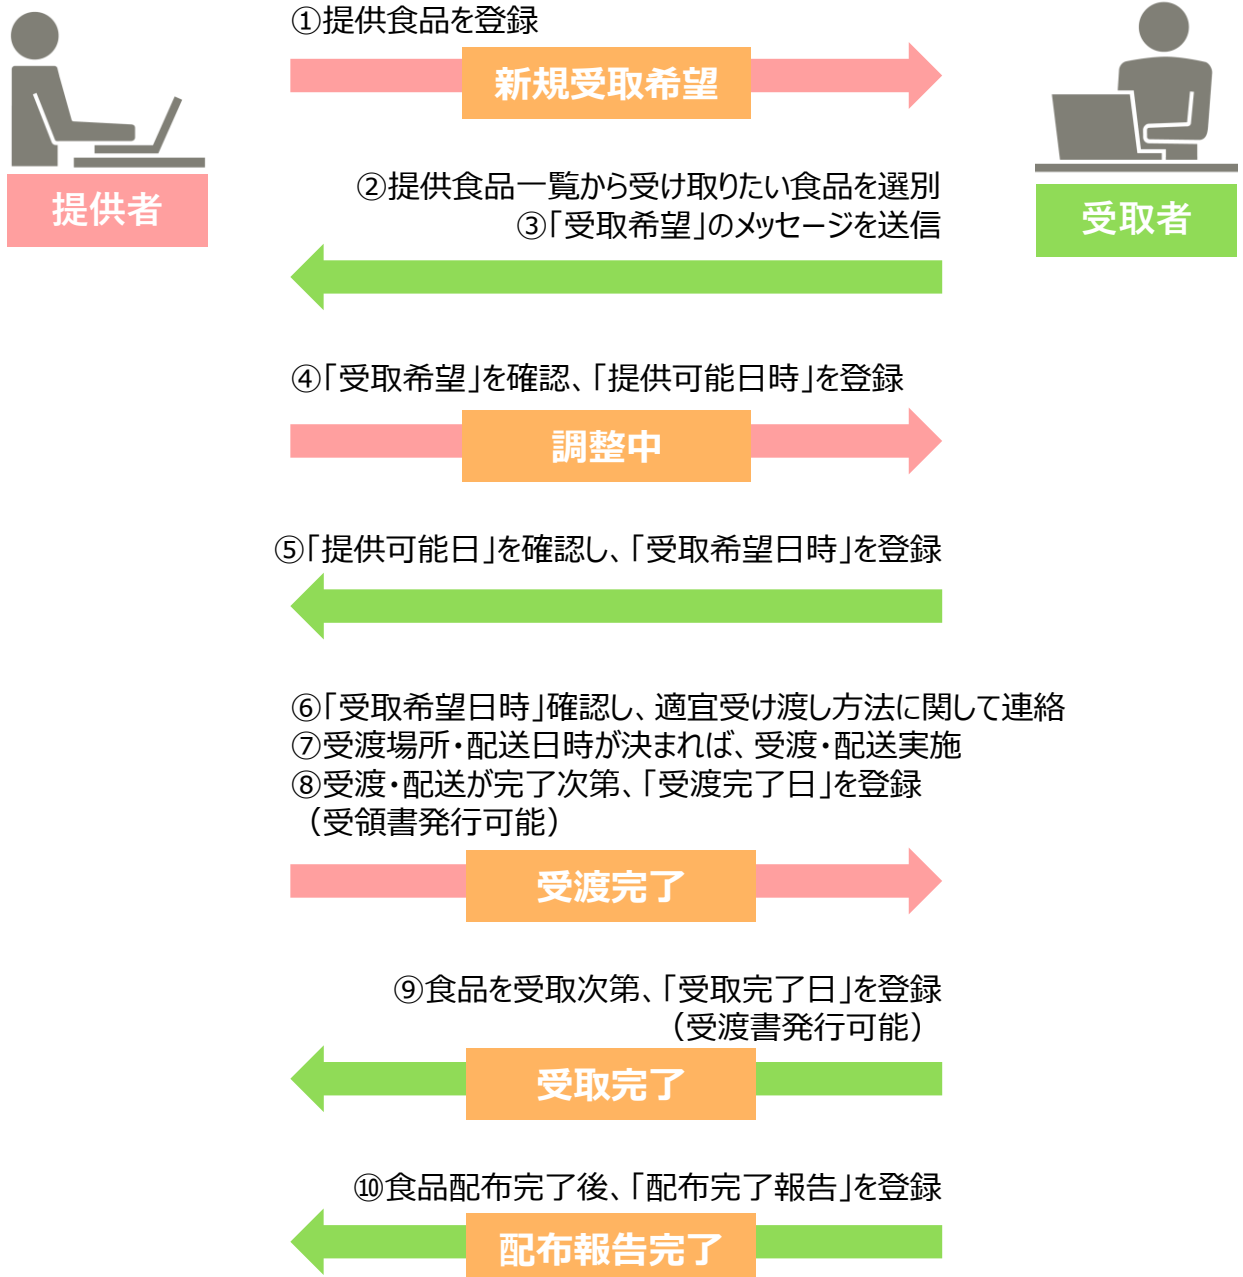 ①提供食品を登録
新規受取希望
提供者
受取者
②提供食品一覧から受け取りたい食品を選別
③「受取希望」のメッセージを送信
④「受取希望」を確認、「提供可能日時」を登録
調整中
⑤「提供可能日」を確認し、「受取希望日時」を登録
⑥「受取希望日時」確認し、適宜受け渡し方法に関して連絡
⑦受渡場所・配送日時が決まれば、受渡・配送実施
⑧受渡・配送が完了次第、「受渡完了日」を登録
（受領書発行可能）
受渡完了
⑨食品を受取次第、「受取完了日」を登録
（受渡書発行可能）
受取完了
⑩食品配布完了後、「配布完了報告」を登録
配布報告完了